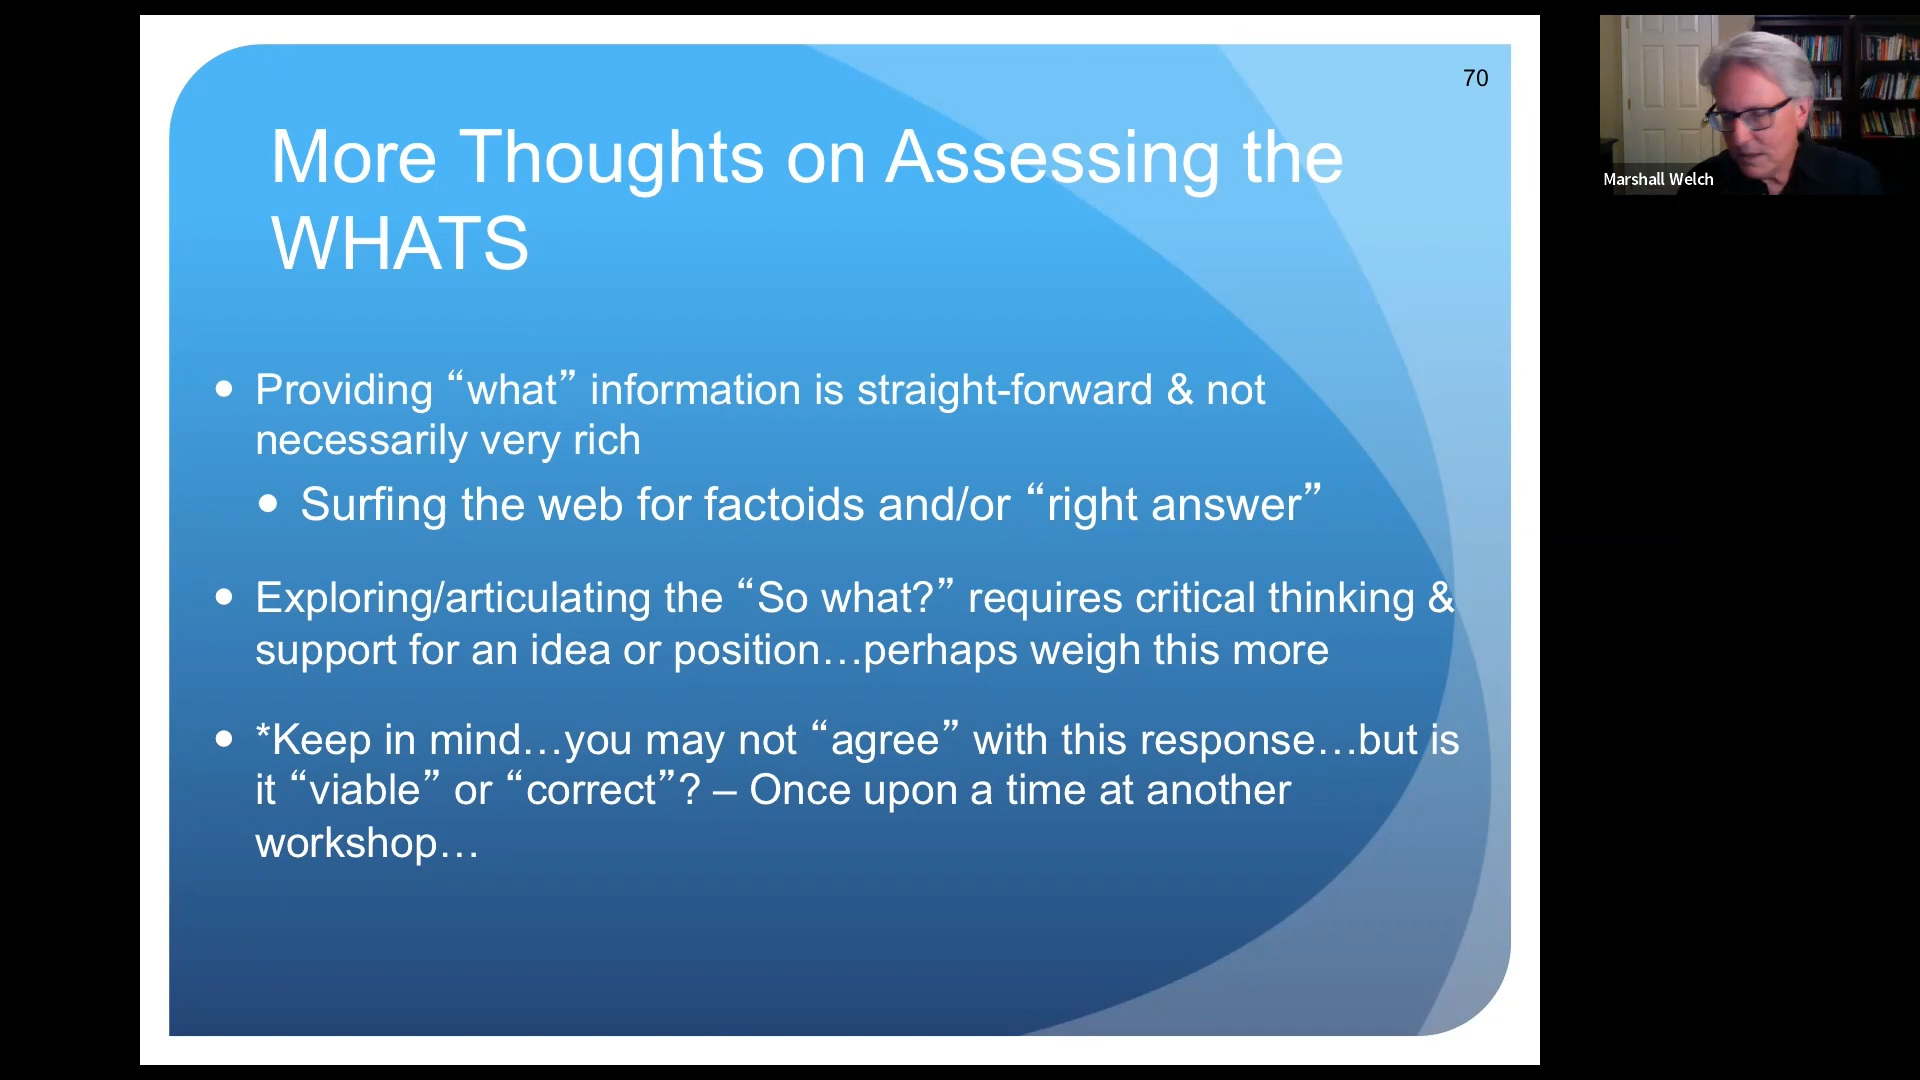 70
More Thoughts on Assessing the
WHATS
• Providing “what” information is straight-forward & not
necessarily very rich
• Surfing the web for factoids and/or “right answer”
• Exploring/articulating the “So what?” requires critical thinking &
support for an idea or position…perhaps weigh this more
• *Keep in mind…you may not “agree” with this response…but is
it “viable” or “correct”? – Once upon a time at another
workshop…
Marshall Welch